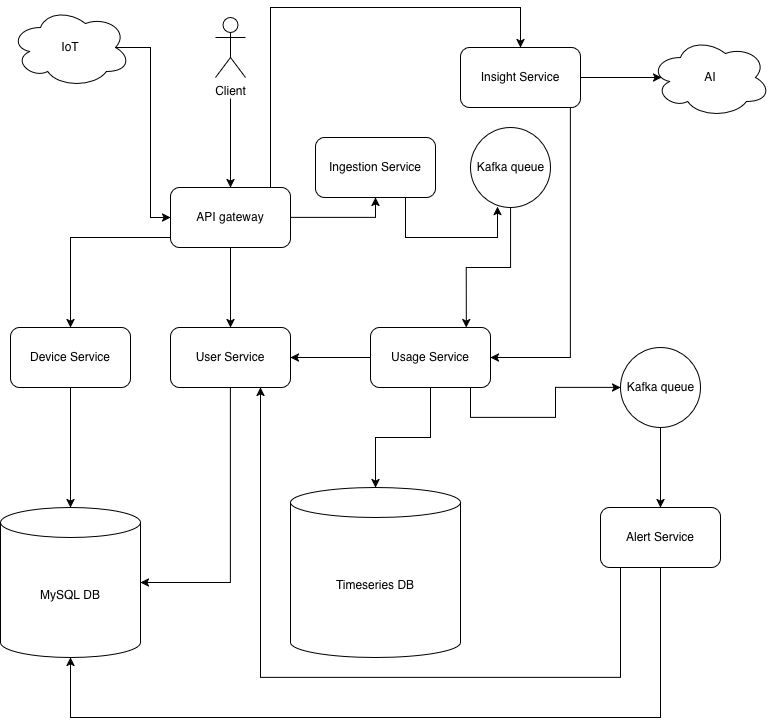 IoT
Client
Insight Service
AI
Ingestion Service
Kafka queue
API gateway
Device Service
User Service
Usage Service
Kafka queue
Alert Service
MySQL DB
Timeseries DB